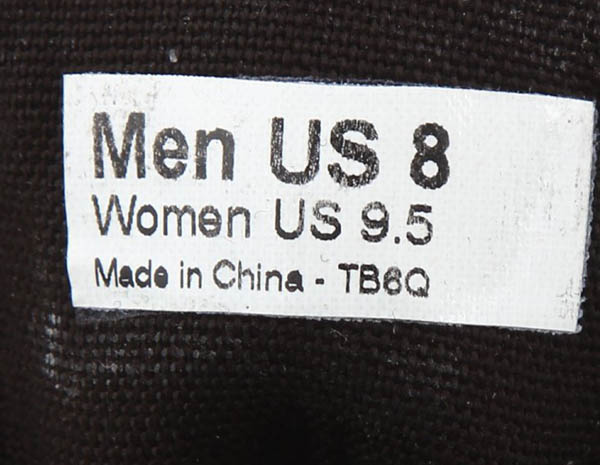 Men US 8
Women US 9.5
Made in China - TB6Q